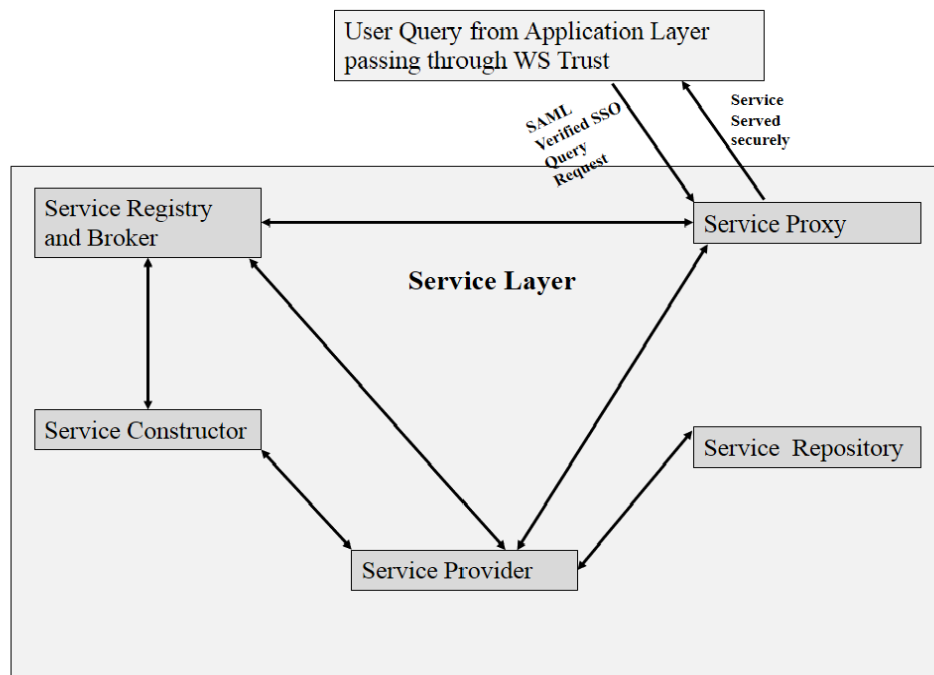 User Query from Application Layer
passing through WS Trust
SAML
Verified SSO
Query
Request
Service
Served
securely
Service Registry
and Broker
Service Proxy
Service Layer
Service Constructor
Service Repository
Service Provider